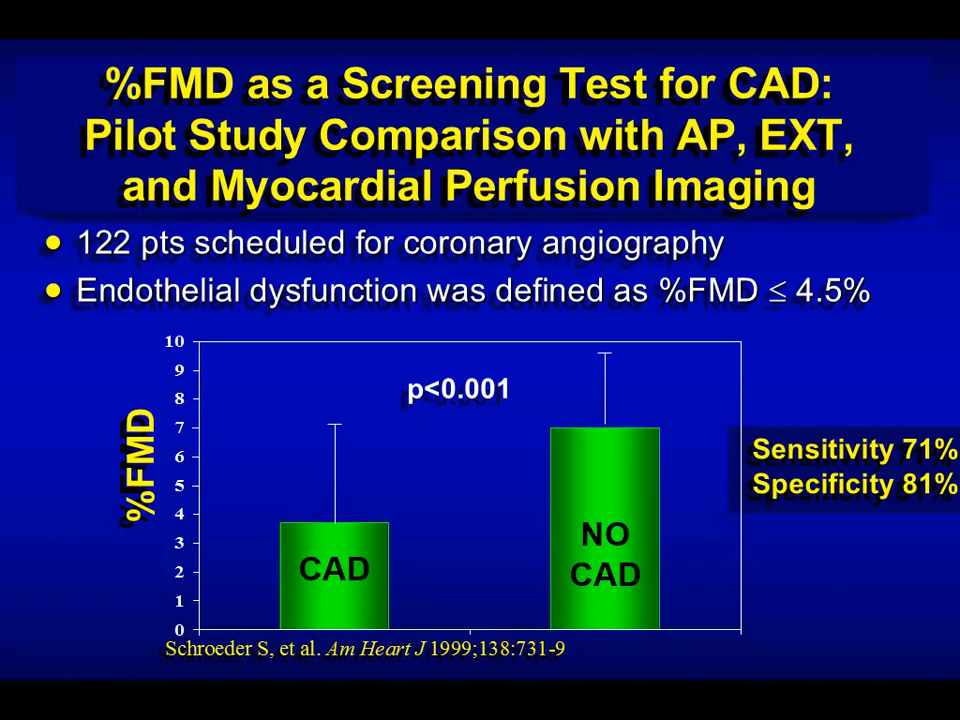 %FMD as a Screening Test for CAD:
Pilot Study Comparison with AP, EXT,
and Myocardial Perfusion Imaging
• 122 pts scheduled for coronary angiography
• Endothelial dysfunction was defined as %FMD ≤ 4.5%
10
9
8
7
6
5
4
3
2
1
0
%FMD
p<0.001
CAD
NO
CAD
Sensitivity 71%
Specificity 81%
Schroeder S, et al. Am Heart J 1999;138:731-9